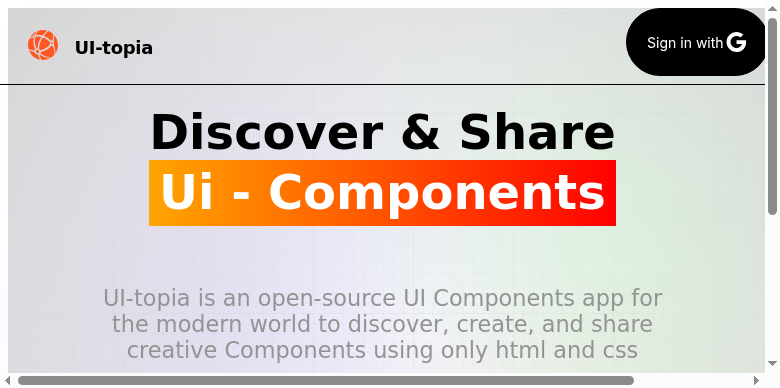 UI-topia
Sign in with G
Discover & Share
Ui - Components
UI-topia is an open-source UI Components app for
the modern world to discover, create, and share
creative Components using only html and css